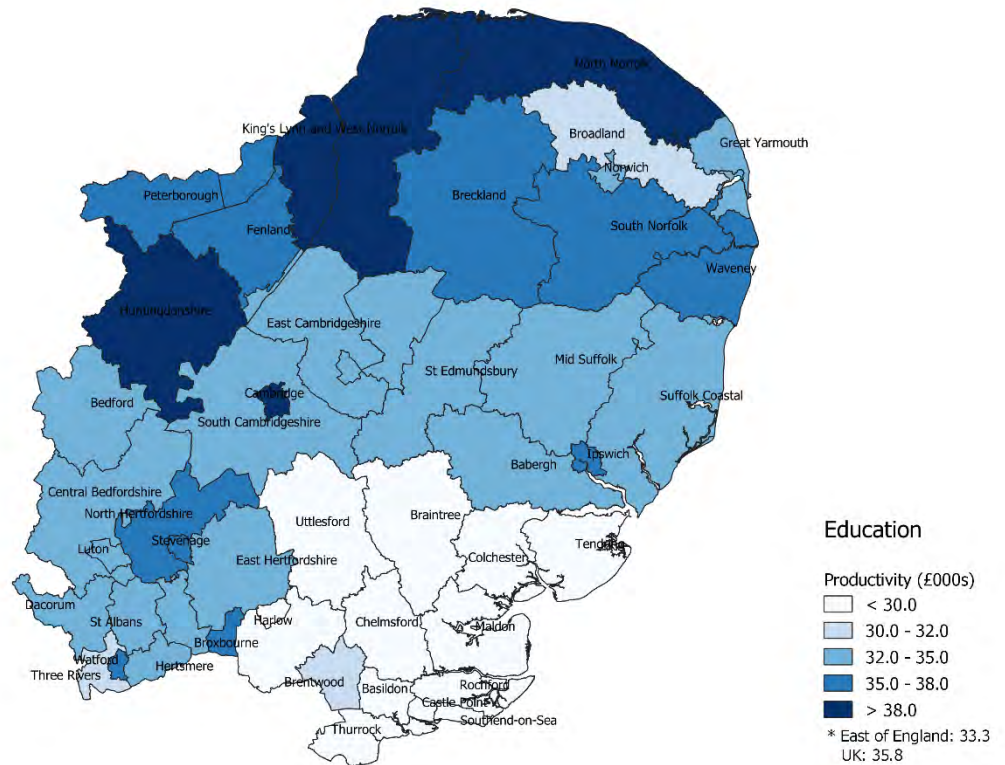 North Norfolk
King's Lynn and West Norfolk
Broadland
Great Yarmouth
Norwich
Peterborough
Breckland
South Norfolk
Fenland
Waveney
Huntingdonshire
East Cambridgeshire
Mid Suffolk
St Edmundsbury
Suffolk Coastal
Cambridge
Bedford
South Cambridgeshire
Ipswich
Babergh
Central Bedfordshire
North Hertfordshire
Uttlesford
Braintree
Stevenage
Luton
Tendring
Colchester
East Hertfordshire
Dacorum
St Albans
Harlow
Chelmsford
Maldon
Broxbourne
Watford
Hertsmere
Three Rivers
Brentwood
Basildon
Rochford
Castle Point
Southend-on-Sea
Thurrock
Education
Productivity (£000s)
< 30.0
30.0 - 32.0
32.0 - 35.0
35.0 - 38.0
> 38.0
* East of England: 33.3
UK: 35.8